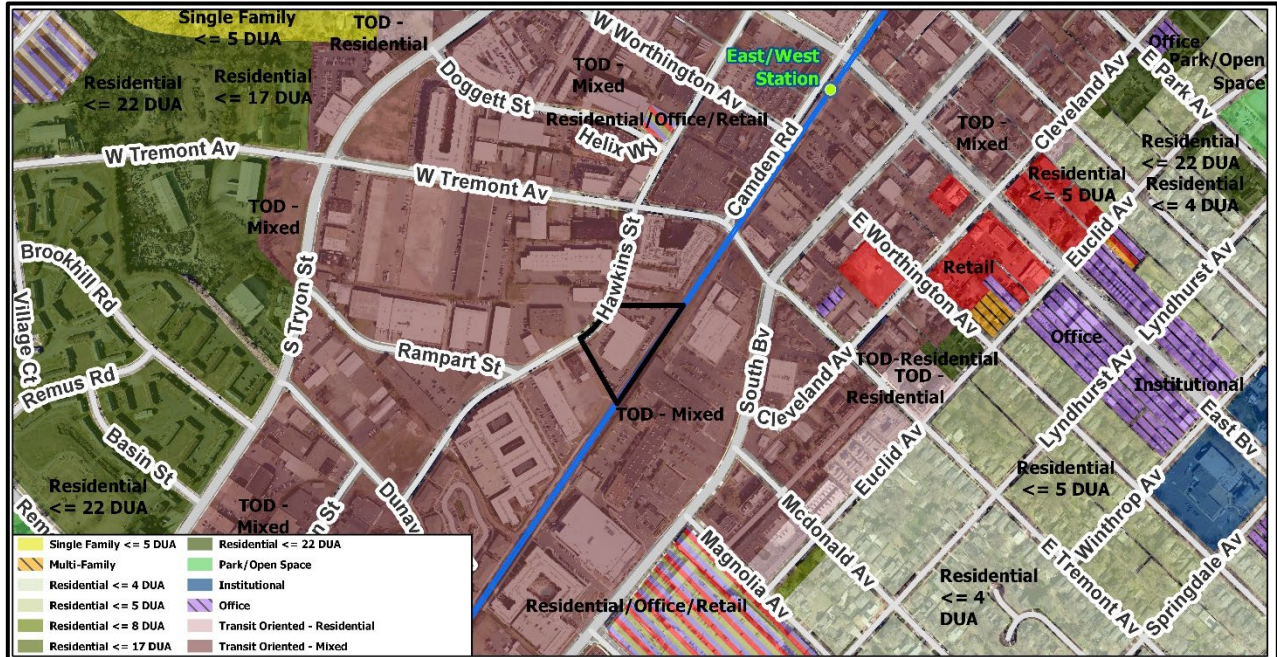 Single Family
<= 5 DUA
TOD -
Residential
W Worthington Av
East/West
Station
Office
Park/Open
Space
E Park Av
Cleveland Av
Residential
<= 22 DUA
Residential
<= 17 DUA
Doggett St
TOD -
Mixed
Residential/Office/Retail
Helix Wy
Camden Rd
TOD -
Mixed
Residential
<= 22 DUA
Residential
<= 4 DUA
Residential
<= 5 DUA
W Tremont Av
W Tremont Av
TOD -
Mixed
Hawkins St
E Worthington Av
Euclid Av
Lyndhurst Av
Retail
Brookhill Rd
Village Ct
S Tryon St
Rampart St
South Bv
Office
Institutional
TOD-Residential
TOD -
Residential
Remus Rd
TOD - Mixed
Cleveland Av
Lyndhurst Av
East Bv
Basin St
Euclid Av
Residential
<= 5 DUA
Winthrop Av
Residential
<= 22 DUA
TOD -
Mixed
Dunav
Mcdonald Av
E Tremont Av
Springdale Av
Rem
n St
Magnolia Av
Residential/Office/Retail
Residential
<= 4
DUA
Single Family <= 5 DUA
Multi-Family
Residential <= 4 DUA
Residential <= 5 DUA
Residential <= 8 DUA
Residential <= 17 DUA
Residential <= 22 DUA
Park/Open Space
Institutional
Office
Transit Oriented - Residential
Transit Oriented - Mixed